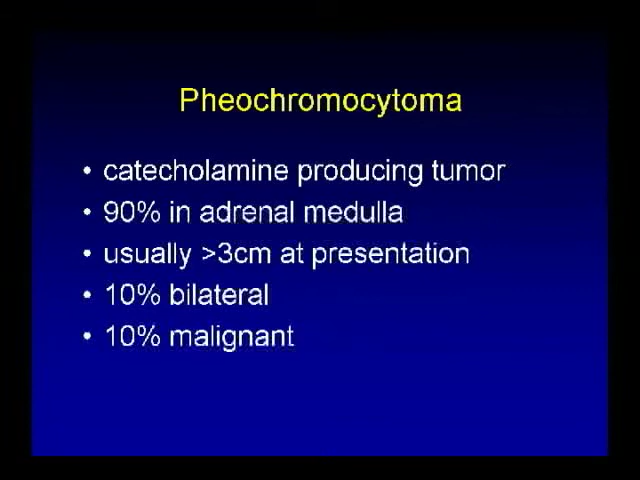 Pheochromocytoma
• catecholamine producing tumor
• 90% in adrenal medulla
• usually >3cm at presentation
• 10% bilateral
• 10% malignant